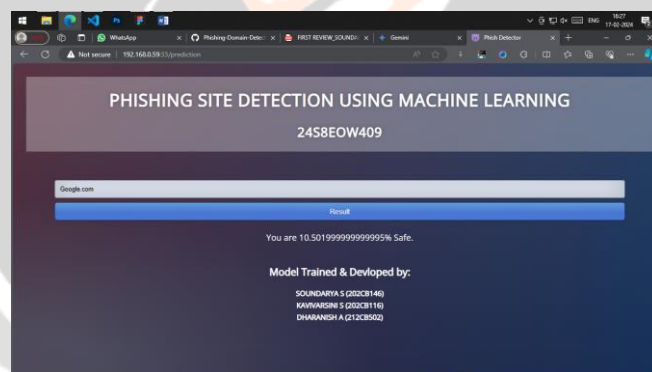 18:27
ENG
17-02-2024
WhatsApp
Phishing-Domain-Detec
FIRST REVIEW_SOUNDA
Gemini
Phish Detector
Not secure
192.168.0.59:33/prediction
PHISHING SITE DETECTION USING MACHINE LEARNING
24S8EOW409
Google.com
Result
You are 10.501999999999995% Safe.
Model Trained & Devloped by:
SOUNDARYA S (202CB146)
KAVIVARSINI S (202CB116)
DHARANISH A (212CB502)